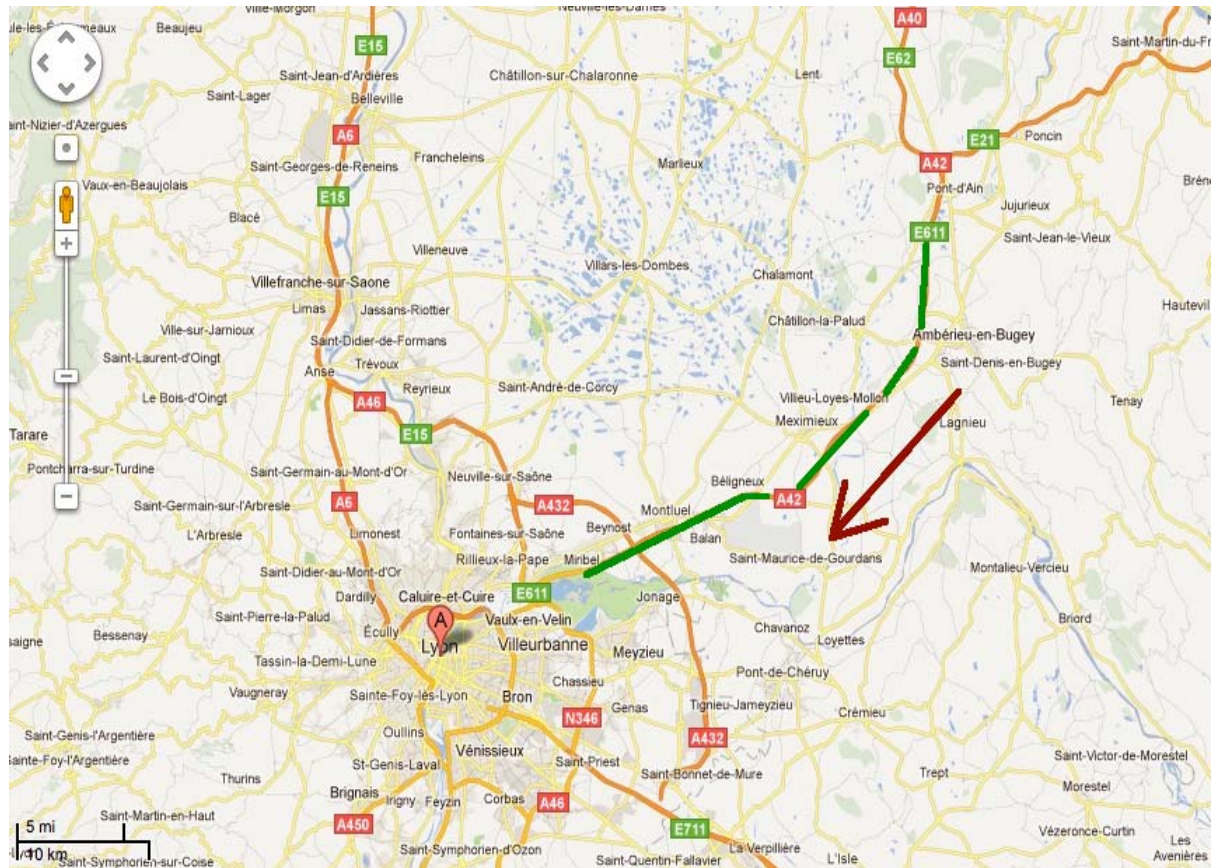 Ville-Morgon
Neuville-les-Dames
A40
Beaujeu
E15
Saint-Jean-d'Ardières
Châtillon-sur-Chalaronne
Lent
E62
Saint-Martin-du-Fr
Saint-Lager
Belleville
A6
E21
Poncin
Saint-Georges-de-Reneins
Francheleins
Marlieux
A42
Vaux-en-Beaujolais
E15
Pont-d'Ain
Blacé
Jujurieux
E611
Saint-Jean-le-Vieux
Villeneuve
Villars-les-Dombes
Chalamont
Villefranche-sur-Saone
Limas
Jassans-Riottier
Hautevil
Ville-sur-Jarnioux
Châtillon-la-Palud
Ambérieu-en-Bugey
Saint-Laurent-d'Oingt
Saint-Didier-de-Formans
Trévoux
Saint-Denis-en-Bugey
Anse
Reyrieux
Saint-André-de-Corcy
Le Bois-d'Oingt
A46
Villieu-Loyes-Mollon
Tenay
Tarare
E15
Meximieux
Lagnieu
Pontcharra-sur-Turdine
Saint-Germain-au-Mont-d'Or
Neuville-sur-Saône
Béligneux
Saint-Germain-sur-l'Arbresle
A6
A432
A42
L'Arbresle
Limonest
Fontaines-sur-Saône
Beynost
Montluel
Balan
Saint-Maurice-de-Gourdans
Rillieux-la-Pape
Miribel
Saint-Didier-au-Mont-d'Or
Montalieu-Vercieu
Dardilly
Caluire-et-Cuire
E611
Jonage
Saint-Pierre-la-Palud
A
Vaulx-en-Velin
Briord
Bessenay
Écully
Lyon
Villeurbanne
Chavanoz
Loyettes
Tassin-la-Demi-Lune
Meyzieu
Vaugneray
Sainte-Foy-lès-Lyon
Bron
Chassieu
Pont-de-Chéruy
Genas
Tignieu-Jameyzieu
Crémieu
Saint-Genis-l'Argentière
Oullins
N346
A432
Sainte-Foy-l'Argentière
St-Genis-Laval
Vénissieux
Saint-Priest
Saint-Victor-de-Morestel
Thurins
Saint-Bonnet-de-Mure
Trept
Morestel
Brignais
Irigny
Feyzin
Corbas
A46
5 mi
Saint-Martin-en-Haut
A450
E711
Vézeronce-Curtin
Les
Avenières
10 km
Saint-Symphorien-sur-Coise
Saint-Symphorien-d'Ozon
Saint-Quentin-Fallavier
La Verpillière
L'Isle